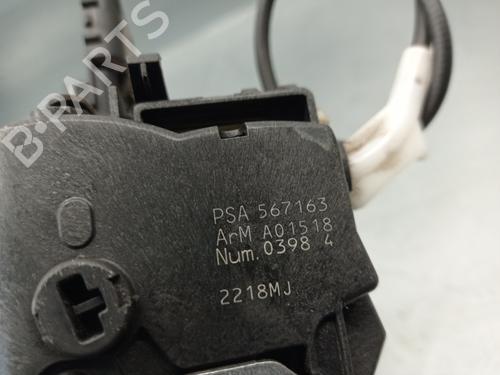 B-PARTS
PSA 567163
ArM A01518
Num.0398 4
2218MJ